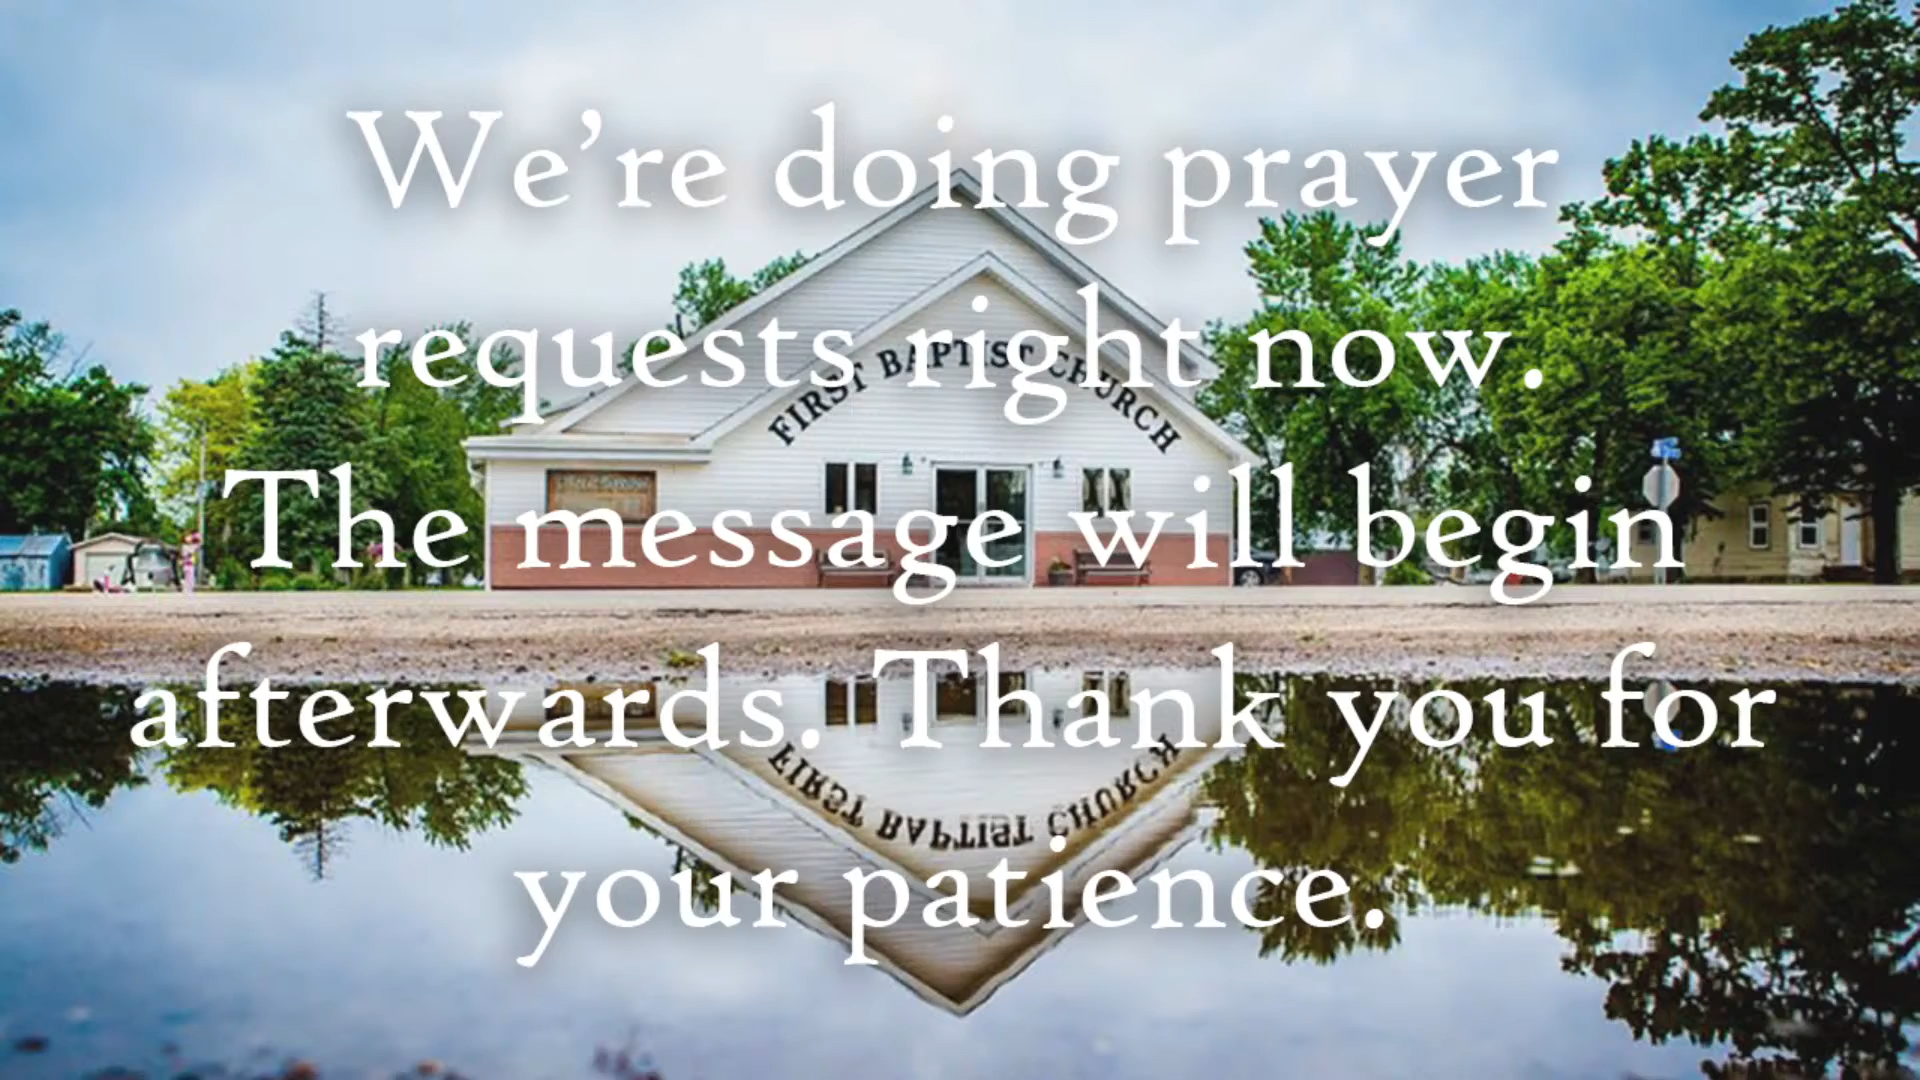 We’re doing prayer
requests right now.
FIRST BAPTIST CHURCH
The message will begin
afterwards. Thank you for
FIRST BAPTIST CHURCH
your patience.